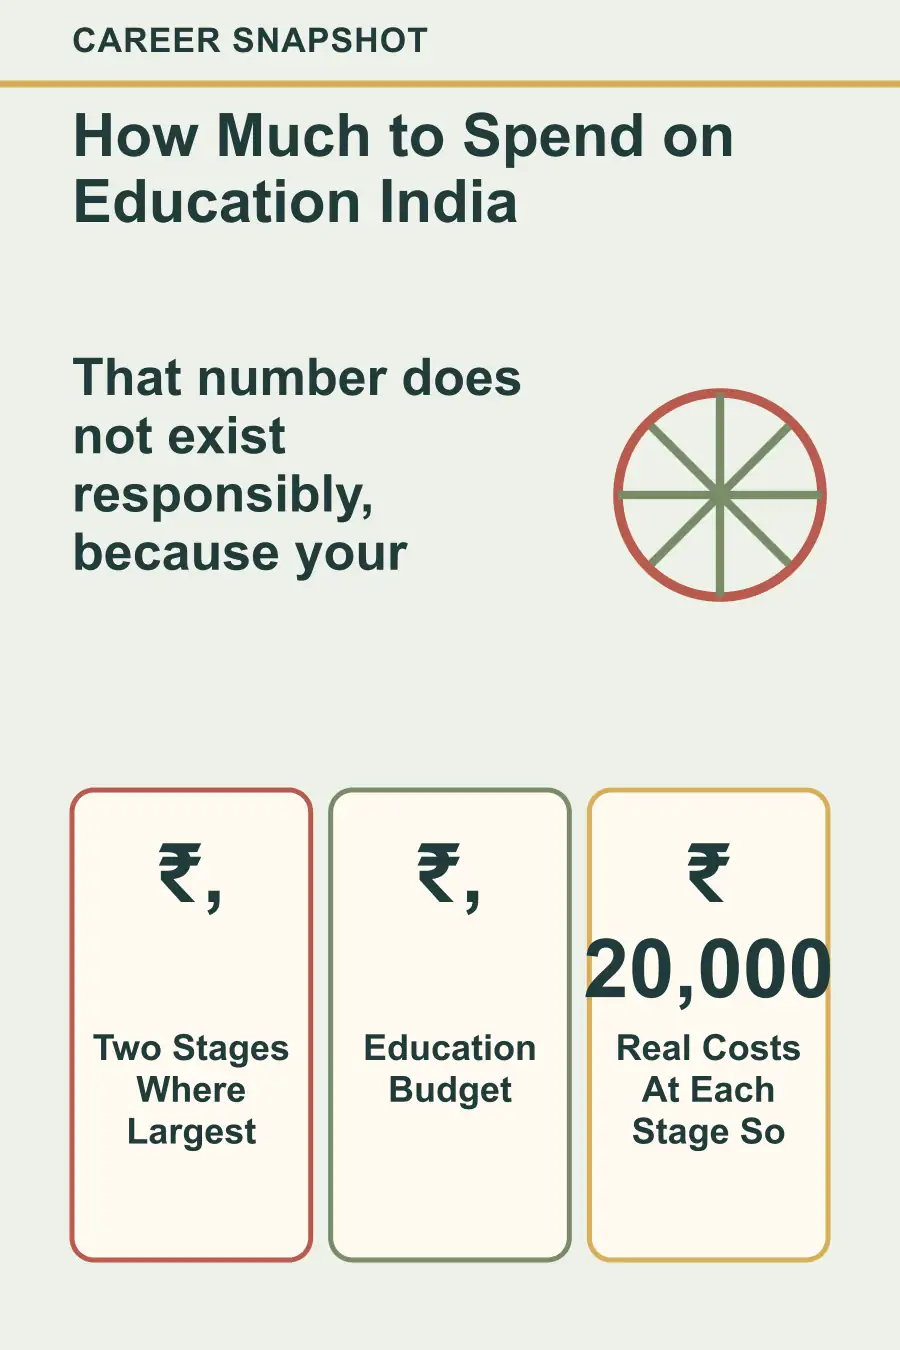 CAREER SNAPSHOT
How Much to Spend on
Education India
That number does
not exist
responsibly,
because your
₹,
Two Stages
Where
Largest
₹,
Education
Budget
₹
20,000
Real Costs
At Each
Stage So